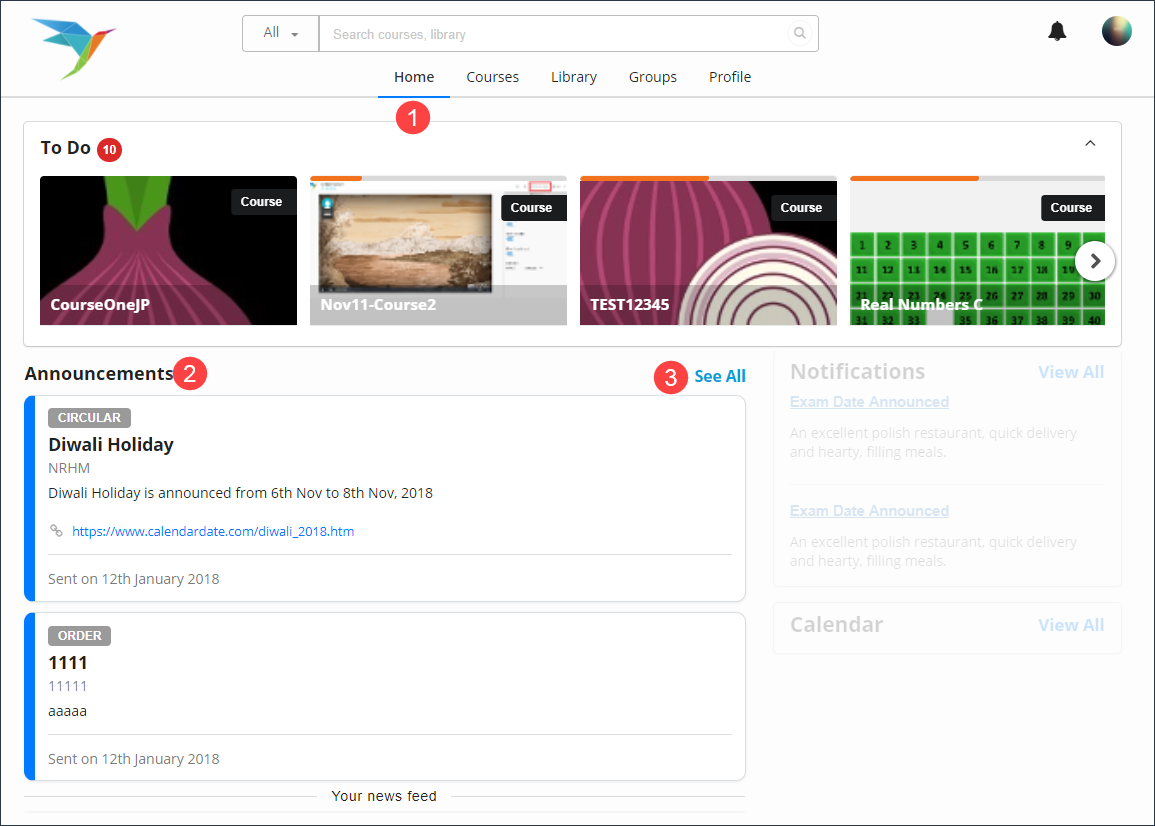 All
Search courses, library
Home
Courses
Library
Groups
Profile
1
To Do 10
Course
CourseOneJP
Course
Nov11-Course2
Course
TEST12345
Course
1 2 3 4 5 6 7 8 9
11 12 13 14 15 16 17 18 19
26 27 28 29 30
31 32 33 35 36 37 38 39 40
Real Numbers C
Announcements 2
3 See All
CIRCULAR
Diwali Holiday
NRHM
Diwali Holiday is announced from 6th Nov to 8th Nov, 2018
https://www.calendardate.com/diwali_2018.htm
Sent on 12th January 2018
ORDER
1111
11111
aaaaa
Sent on 12th January 2018
Your news feed
Notifications
View All
Exam Date Announced
An excellent polish restaurant, quick delivery
and hearty, filling meals.
Exam Date Announced
An excellent polish restaurant, quick delivery
and hearty, filling meals.
Calendar
View All